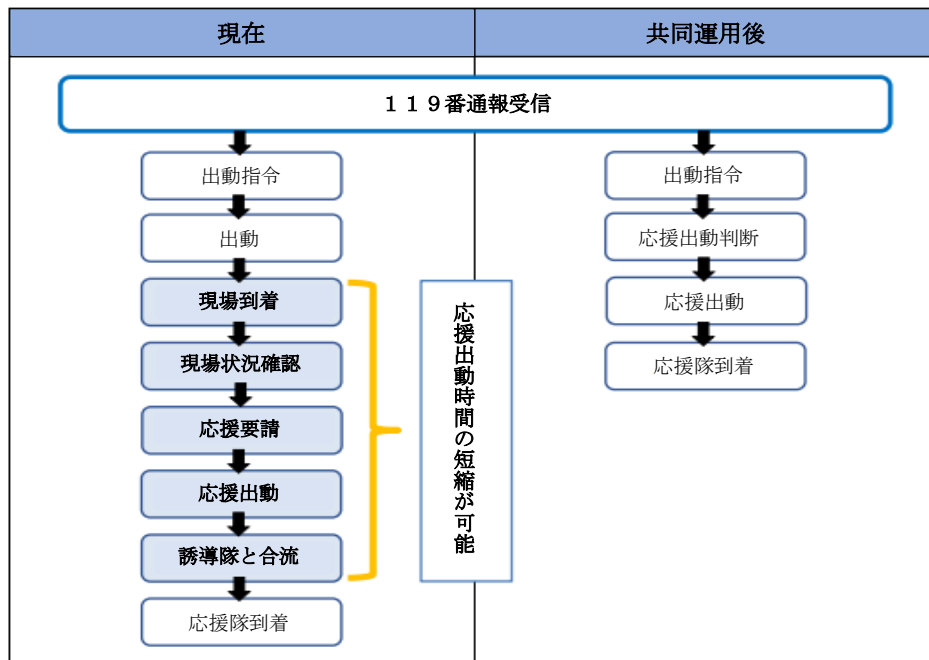 現在
共同運用後
１１９番通報受信
出動指令
出動
現場到着
現場状況確認
応援要請
応援出動
誘導隊と合流
応援隊到着
応援出動時間の短縮が可能
出動指令
応援出動判断
応援出動
応援隊到着